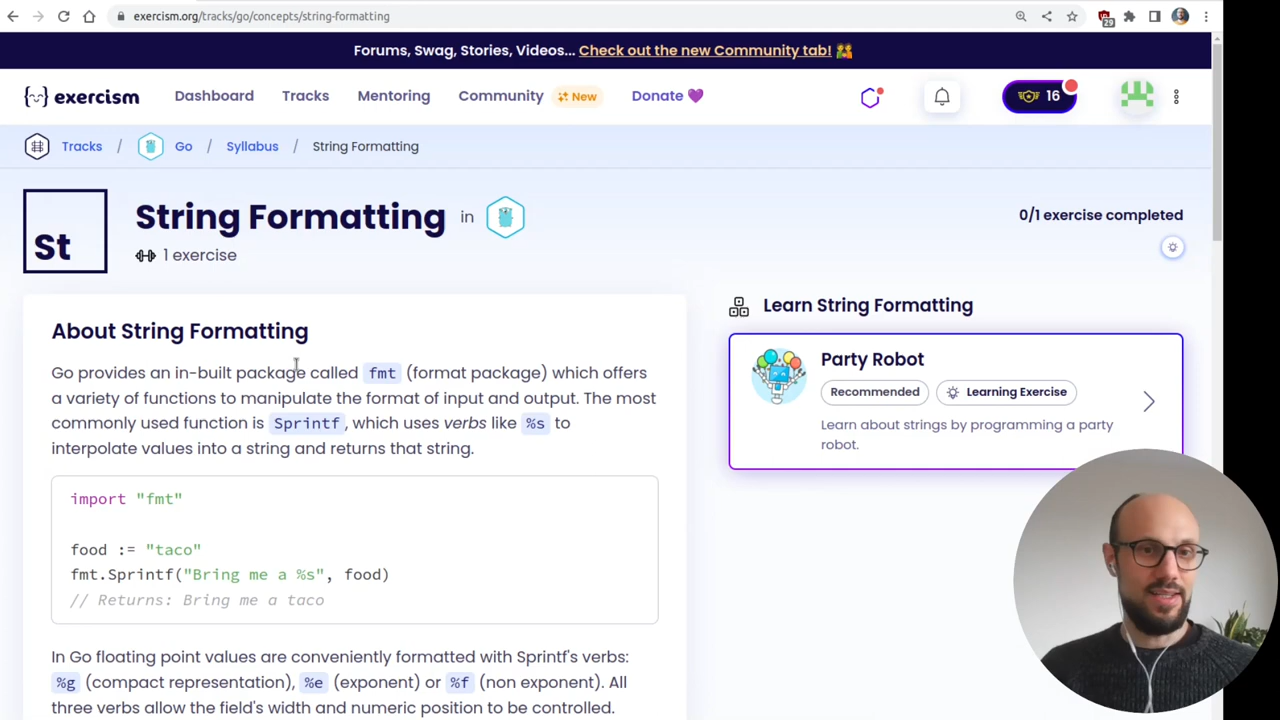 exercism.org/tracks/go/concepts/string-formatting
29
Forums, Swag, Stories, Videos... Check out the new Community tab!
exercism Dashboard Tracks Mentoring Community New Donate 16
Tracks / Go / Syllabus / String Formatting
St
String Formatting in
1 exercise
0/1 exercise completed
About String Formatting
Go provides an in-built package called fmt (format package) which offers
a variety of functions to manipulate the format of input and output. The most
commonly used function is Sprintf, which uses verbs like %s to
interpolate values into a string and returns that string.
import "fmt"
food := "taco"
fmt.Sprintf("Bring me a %s", food)
// Returns: Bring me a taco
In Go floating point values are conveniently formatted with Sprintf's verbs:
%g (compact representation), %e (exponent) or %f (non exponent). All
three verbs allow the field's width and numeric position to be controlled.
Learn String Formatting
Party Robot
Recommended Learning Exercise
Learn about strings by programming a party
robot.